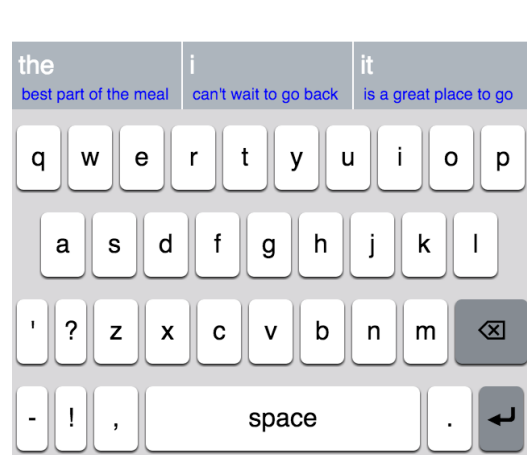 the i it
best part of the meal can't wait to go back is a great place to go
q w e r t y u i o p
a s d f g h j k l
' ? z x c v b n m
- ! , space .